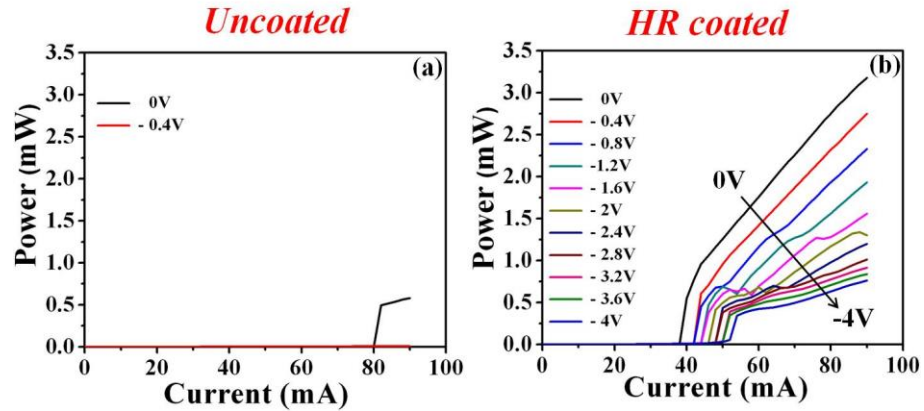 Uncoated
HR coated
3.5
3.0
2.5
2.0
1.5
1.0
0.5
0.0
Power (mW)
(a)
0V
- 0.4V
0 20 40 60 80 100
Current (mA)
3.5
3.0
2.5
2.0
1.5
1.0
0.5
0.0
Power (mW)
(b)
0V
- 0.4V
- 0.8V
-1.2V
- 1.6V
- 2V
- 2.4V
- 2.8V
-3.2V
- 3.6V
- 4V
0V
-4V
0 20 40 60 80 100
Current (mA)